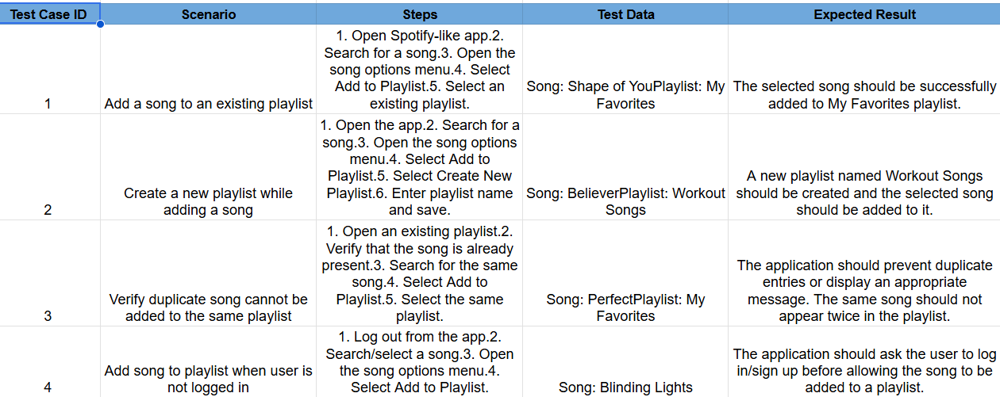 Test Case ID Scenario Steps Test Data Expected Result
1
Add a song to an existing playlist
1. Open Spotify-like app.2.
Search for a song.3. Open the
song options menu.4. Select
Add to Playlist.5. Select an
existing playlist.
Song: Shape of YouPlaylist: My
Favorites
The selected song should be successfully
added to My Favorites playlist.
2
Create a new playlist while
adding a song
1. Open the app.2. Search for a
song.3. Open the song options
menu.4. Select Add to
Playlist.5. Select Create New
Playlist.6. Enter playlist name
and save.
Song: BelieverPlaylist: Workout
Songs
A new playlist named Workout Songs
should be created and the selected song
should be added to it.
3
Verify duplicate song cannot be
added to the same playlist
1. Open an existing playlist.2.
Verify that the song is already
present.3. Search for the same
song.4. Select Add to
Playlist.5. Select the same
playlist.
Song: PerfectPlaylist: My
Favorites
The application should prevent duplicate
entries or display an appropriate
message. The same song should not
appear twice in the playlist.
4
Add song to playlist when user is
not logged in
1. Log out from the app.2.
Search/select a song.3. Open
the song options menu.4.
Select Add to Playlist.
Song: Blinding Lights
The application should ask the user to log
in/sign up before allowing the song to be
added to a playlist.